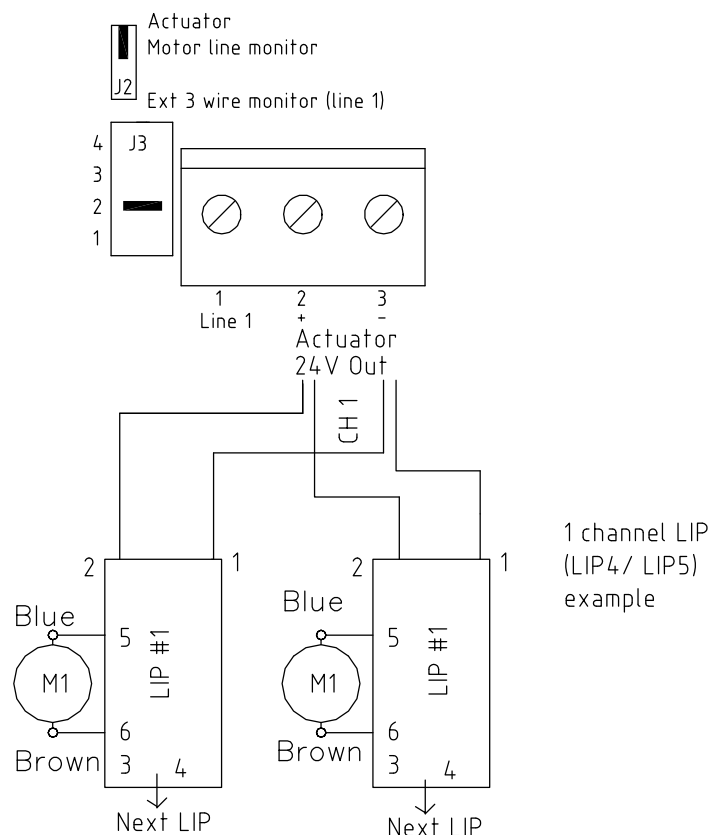 Actuator
Motor line monitor
J2
Ext 3 wire monitor (line 1)
4 J3
3
2
1
1 2 3
Line 1 + -
Actuator
24V Out
CH 1
2 1 2 1
1 channel LIP
(LIP4/ LIP5)
example
Blue 5 LIP #1 Blue 5 LIP #1
M1 M1
Brown 6 Brown 6
3 4 3 4
Next LIP Next LIP